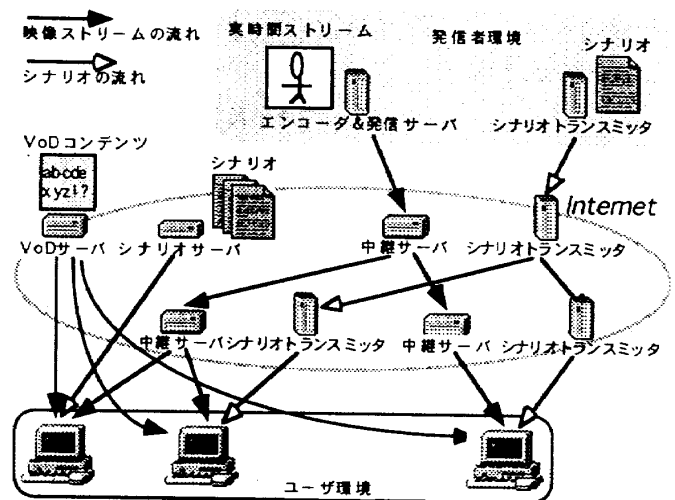 映像ストリームの流れ
シナリオの流れ
実時間ストリーム
発信者環境
シナリオ
エンコーダ&発信サーバ
シナリオトランスミッタ
VoDコンテンツ
abcde
xyz!?
シナリオ
Internet
VoDサーバ
シナリオサーバ
中継サーバ
シナリオトランスミッタ
中継サーバ
シナリオトランスミッタ
中継サーバ
シナリオトランスミッタ
ユーザ環境